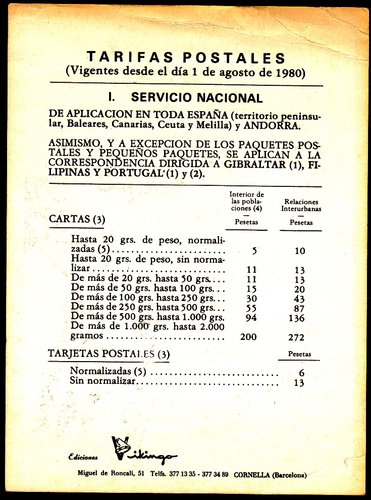 TARIFAS POSTALES
(Vigentes desde el día 1 de agosto de 1980)
I. SERVICIO NACIONAL
DE APLICACION EN TODA ESPAÑA (territorio peninsu-
lar, Baleares, Canarias, Ceuta y Melilla) y ANDORRA.
ASIMISMO, Y A EXCEPCION DE LOS PAQUETES POS-
TALES Y PEQUEÑOS PAQUETES, SE APLICAN A LA
CORRESPONDENCIA DIRIGIDA A GIBRALTAR (1), FI-
LIPINAS Y PORTUGAL (1) y (2).
Interior de las pobla-ciones (4) Relaciones Interurbanas
CARTAS (3) Pesetas Pesetas
Hasta 20 grs. de peso, normali-
zadas (5) . . . . . . . . . . . . . . . 5 10
Hasta 20 grs. de peso, sin norma-
lizar . . . . . . . . . . . . . . . . . . 11 13
De más de 20 grs. hasta 50 grs. . . . 11 13
De más de 50 grs. hasta 100 grs. . . 15 20
De más de 100 grs. hasta 250 grs. . . 30 43
De más de 250 grs. hasta 500 grs. . . 55 87
De más de 500 grs. hasta 1.000 grs. 94 136
De más de 1.000 grs. hasta 2.000
gramos . . . . . . . . . . . . . . . . . 200 272
TARJETAS POSTALES (3) Pesetas
Normalizadas (5) . . . . . . . . . . . . . . . . . . 6
Sin normalizar. . . . . . . . . . . . . . . . . . . . 13
Ediciones Vikingo
Miguel de Roncali, 51 Telfs. 377 13 35 - 377 34 89 CORNELLA (Barcelona)